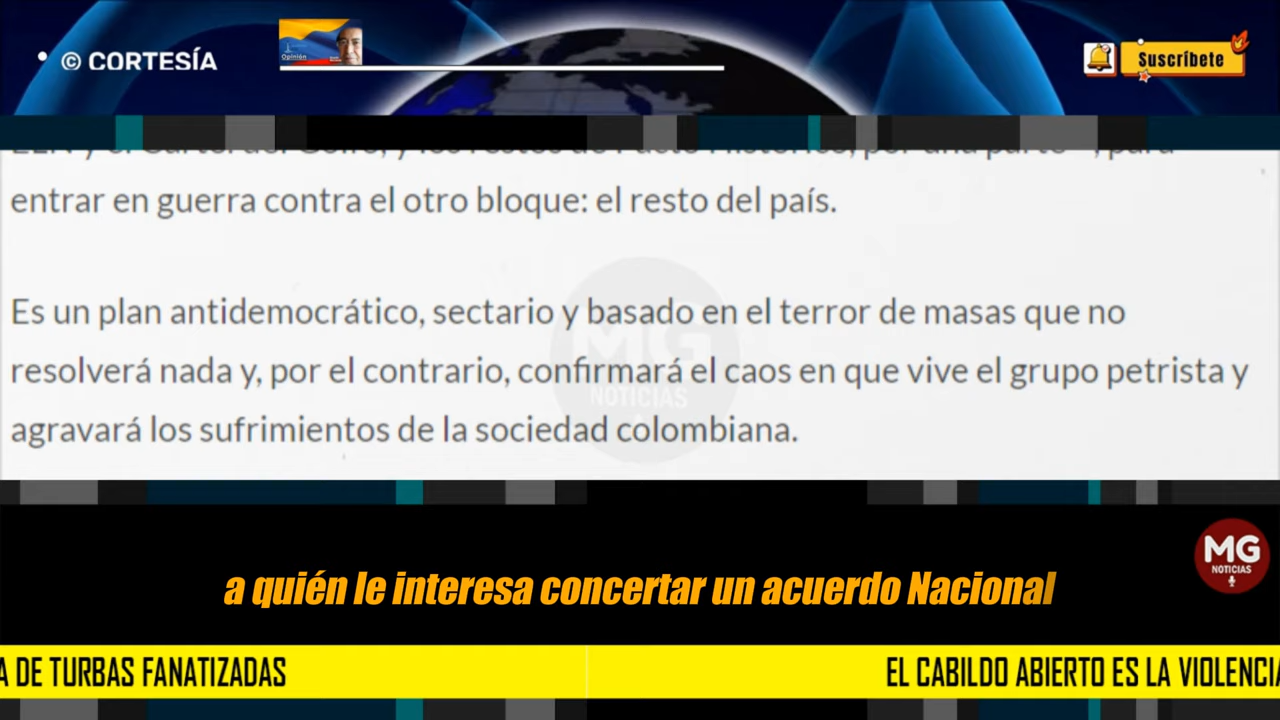 © CORTESÍA
Opinión
Suscríbete
entrar en guerra contra el otro bloque: el resto del país.
Es un plan antidemocrático, sectario y basado en el terror de masas que no
resolverá nada y, por el contrario, confirmará el caos en que vive el grupo petrista y
agravará los sufrimientos de la sociedad colombiana.
MG
NOTICIAS
MG
NOTICIAS
a quién le interesa concertar un acuerdo Nacional
A DE TURBAS FANATIZADAS
EL CABILDO ABIERTO ES LA VIOLENCIA